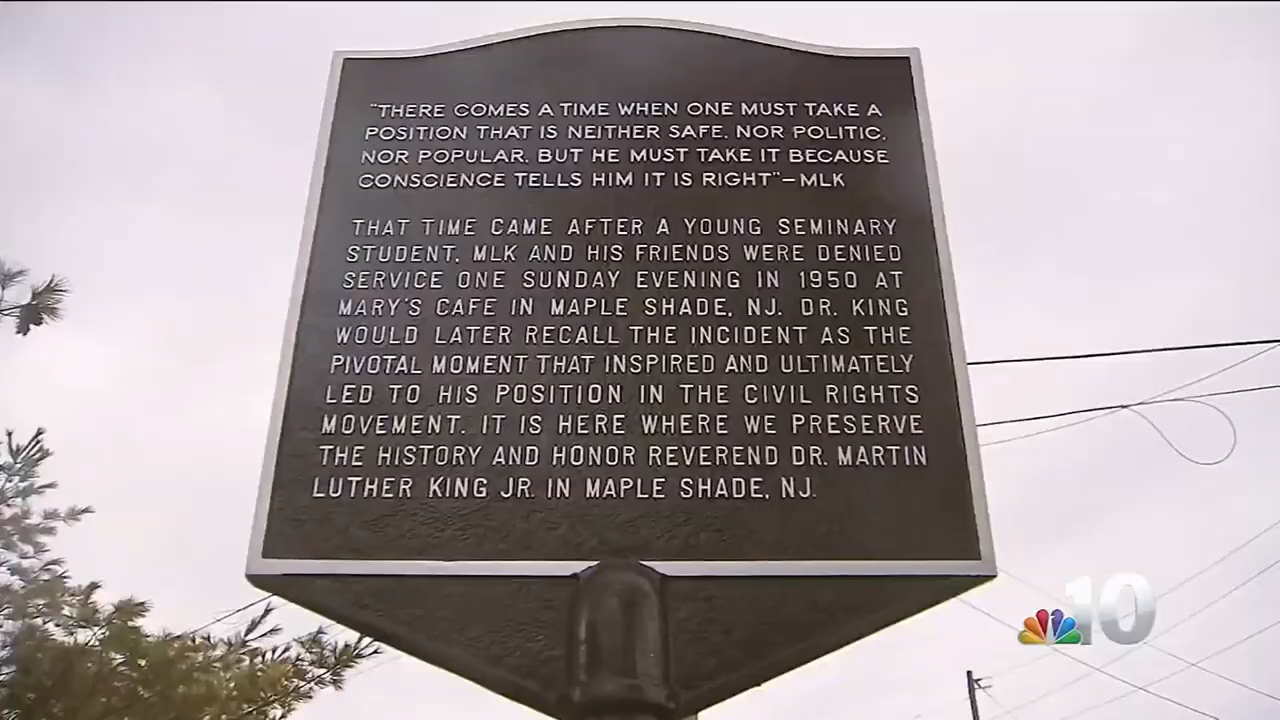 "THERE COMES A TIME WHEN ONE MUST TAKE A
POSITION THAT IS NEITHER SAFE, NOR POLITIC,
NOR POPULAR, BUT HE MUST TAKE IT BECAUSE
CONSCIENCE TELLS HIM IT IS RIGHT"-MLK
THAT TIME CAME AFTER A YOUNG SEMINARY
STUDENT, MLK AND HIS FRIENDS WERE DENIED
SERVICE ONE SUNDAY EVENING IN 1950 AT
MARY'S CAFE IN MAPLE SHADE, NJ. DR. KING
WOULD LATER RECALL THE INCIDENT AS THE
PIVOTAL MOMENT THAT INSPIRED AND ULTIMATELY
LED TO HIS POSITION IN THE CIVIL RIGHTS
MOVEMENT. IT IS HERE WHERE WE PRESERVE
THE HISTORY AND HONOR REVEREND DR. MARTIN
LUTHER KING JR. IN MAPLE SHADE, NJ.
10